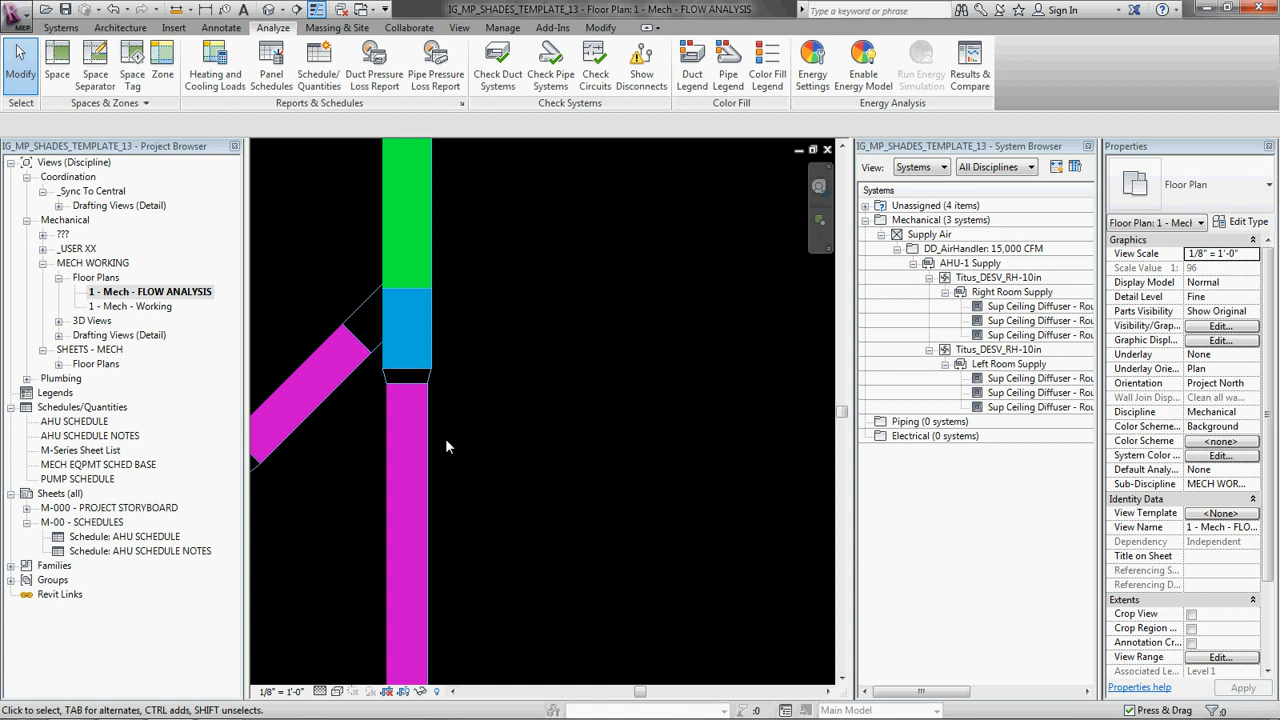 IG_MP_SHADES_TEMPLATE_13 - Floor Plan: 1 - Mech - FLOW ANALYSIS
Type a keyword or phrase
Sign In
MEP
Systems Architecture Insert Annotate Analyze Massing & Site Collaborate View Manage Add-Ins Modify
Modify
Space
Space Separator
Space Tag
Zone
Heating and Cooling Loads
Panel Schedules
Schedule/ Quantities
Duct Pressure Loss Report
Pipe Pressure Loss Report
Check Duct Systems
Check Pipe Systems
Check Circuits
Show Disconnects
Duct Legend
Pipe Legend
Color Fill Legend
Energy Settings
Enable Energy Model
Run Energy Simulation
Results & Compare
Select Spaces & Zones Reports & Schedules Check Systems Color Fill Energy Analysis
IG_MP_SHADES_TEMPLATE_13 - Project Browser
Views (Discipline)
Coordination
_Sync To Central
Drafting Views (Detail)
Mechanical
???
_USER XX
MECH WORKING
Floor Plans
1 - Mech - FLOW ANALYSIS
1 - Mech - Working
3D Views
Drafting Views (Detail)
SHEETS - MECH
Floor Plans
Plumbing
Legends
Schedules/Quantities
AHU SCHEDULE
AHU SCHEDULE NOTES
M-Series Sheet List
MECH EQPMT SCHED BASE
PUMP SCHEDULE
Sheets (all)
M-000 - PROJECT STORYBOARD
M-00 - SCHEDULES
Schedule: AHU SCHEDULE
Schedule: AHU SCHEDULE NOTES
Families
Groups
Revit Links
IG_MP_SHADES_TEMPLATE_13 - System Browser
View: Systems All Disciplines
Systems
Unassigned (4 items)
Mechanical (3 systems)
Supply Air
DD_AirHandler: 15,000 CFM
AHU-1 Supply
Titus_DESV_RH-10in
Right Room Supply
Sup Ceiling Diffuser - Rou
Sup Ceiling Diffuser - Rou
Sup Ceiling Diffuser - Rou
Titus_DESV_RH-10in
Left Room Supply
Sup Ceiling Diffuser - Rou
Sup Ceiling Diffuser - Rou
Sup Ceiling Diffuser - Rou
Piping (0 systems)
Electrical (0 systems)
Properties
Floor Plan
Floor Plan: 1 - Mech Edit Type
Graphics
View Scale 1/8" = 1'-0"
Scale Value 1: 96
Display Model Normal
Detail Level Fine
Parts Visibility Show Original
Visibility/Grap... Edit...
Graphic Displ... Edit...
Underlay None
Underlay Orie... Plan
Orientation Project North
Wall Join Displ... Clean all wa...
Discipline Mechanical
Color Scheme... Background
Color Scheme <none>
System Color ... Edit...
Default Analy... None
Sub-Discipline MECH WOR...
Identity Data
View Template <None>
View Name 1 - Mech - FLO...
Dependency Independent
Title on Sheet
Referencing S...
Referencing D...
Extents
Crop View
Crop Region ...
Annotation Cr...
View Range Edit...
Associated Le... Level 1
Properties help Apply
1/8" = 1'-0"
Click to select, TAB for alternates, CTRL adds, SHIFT unselects.
:0
Main Model
Press & Drag
:0